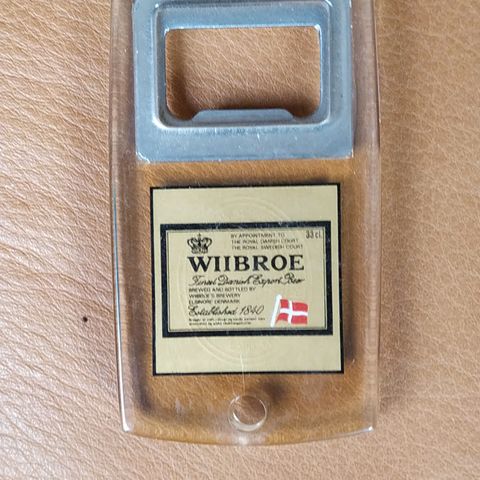 BY APPOINTMENT TO
THE ROYAL DANISH COURT
THE ROYAL SWEDISH COURT
33 cl.
WIIBROE
Finest Danish Export Beer
BREWED AND BOTTLED BY
WIIBROE'S BREWERY
ELSINORE DENMARK
Established 1840